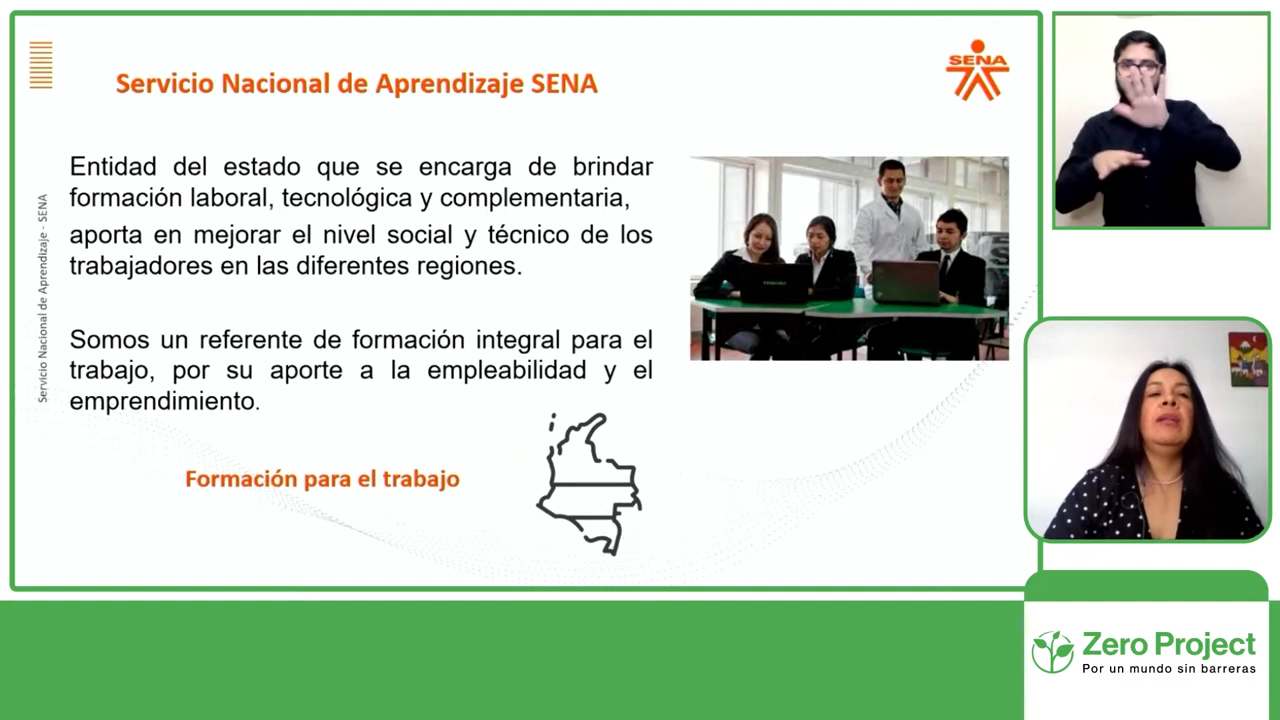 Servicio Nacional de Aprendizaje SENA
SENA
Entidad del estado que se encarga de brindar
formación laboral, tecnológica y complementaria,
aporta en mejorar el nivel social y técnico de los
trabajadores en las diferentes regiones.
Somos un referente de formación integral para el
trabajo, por su aporte a la empleabilidad y el
emprendimiento.
Formación para el trabajo
Servicio Nacional de Aprendizaje - SENA
Zero Project
Por un mundo sin barreras